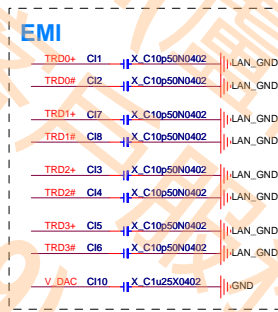 EMI
TRD0+ CI1 X_C10p50N0402 LAN_GND
TRD0# CI2 X_C10p50N0402 LAN_GND
TRD1+ CI7 X_C10p50N0402 LAN_GND
TRD1# CI8 X_C10p50N0402 LAN_GND
TRD2+ CI3 X_C10p50N0402 LAN_GND
TRD2# CI4 X_C10p50N0402 LAN_GND
TRD3+ CI5 X_C10p50N0402 LAN_GND
TRD3# CI6 X_C10p50N0402 LAN_GND
V_DAC CI10 X_C1u25X0402 GND